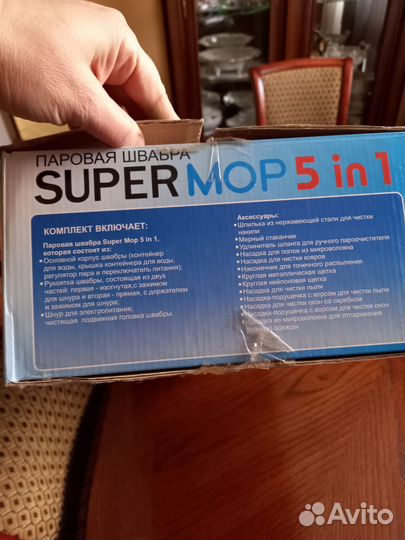 ПАРОВАЯ ШВАБРА
SUPER MOP 5 in 1
КОМПЛЕКТ ВКЛЮЧАЕТ:
Паровая швабра Super Mop 5 in 1,
которая состоит из:
• Основной корпус швабры (контейнер
для воды, крышка контейнера для воды,
регулятор пара и переключатель питания);
• Рукоятка швабры, состоящая из двух
частей: первая - изогнутая,с зажимом
для шнура и вторая - прямая, с держателем
и зажимом для шнура;
• Шнур для электропитания;
чистящая подвижная головка швабры.
Аксессуары:
• Шпилька из нержавеющей стали для чистки
накипи
• Мерный стаканчик
• Удлинитель шланга для ручного пароочистителя
• Насадка для полов из микроволокна
• Насадка для чистки ковров
• Наконечник для точечного распыления
• Круглая металлическая щетка
• Круглая нейлоновая щетка
• Насадка для чистки пыли
• Насадка-подушечка с ворсом для чистки пыли
• Насадка для чистки окон со скребком
• Насадка-подушечка с ворсом для чистки окон
• Насадка из микроволокна для отпаривания
одежды
Avito